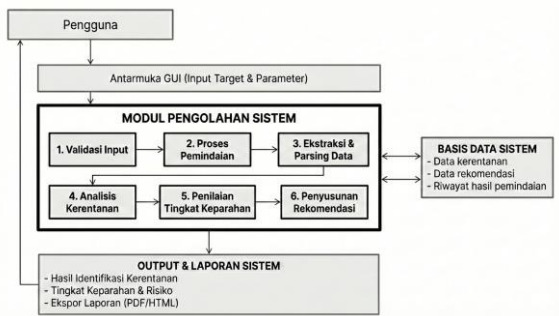 Pengguna
Antarmuka GUI (Input Target & Parameter)
MODUL PENGOLAHAN SISTEM
1. Validasi Input
2. Proses
Pemindaian
3. Ekstraksi &
Parsing Data
4. Analisis
Kerentanan
5. Penilaian
Tingkat Keparahan
6. Penyusunan
Rekomendasi
BASIS DATA SISTEM
- Data kerentanan
- Data rekomendasi
- Riwayat hasil pemindaian
OUTPUT & LAPORAN SISTEM
- Hasil Identifikasi Kerentanan
- Tingkat Keparahan & Risiko
- Ekspor Laporan (PDF/HTML)